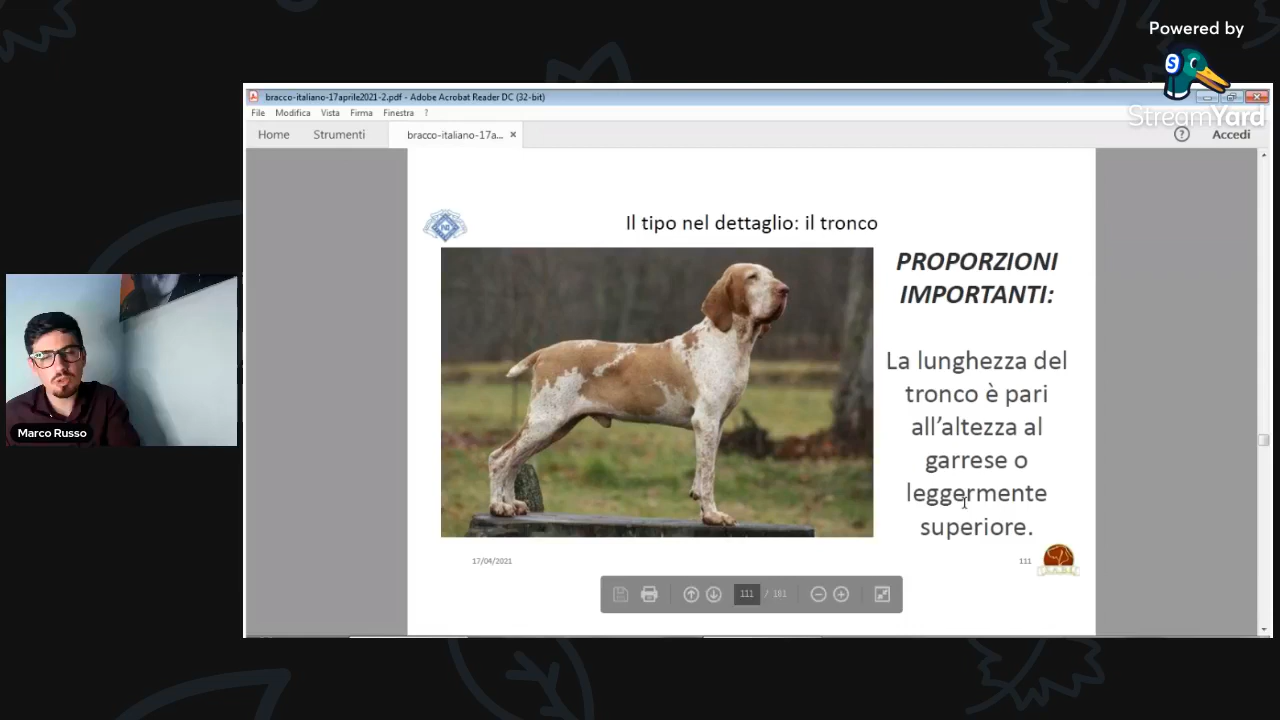 Powered by
StreamYard
bracco-italiano-17aprile2021-2.pdf - Adobe Acrobat Reader DC (32-bit)
File Modifica Vista Firma Finestra ?
Home Strumenti bracco-italiano-17a... ×
? Accedi
Il tipo nel dettaglio: il tronco
PROPORZIONI
IMPORTANTI:
La lunghezza del
tronco è pari
all’altezza al
garrese o
leggermente
superiore.
17/04/2021
111
111 / 181
Marco Russo